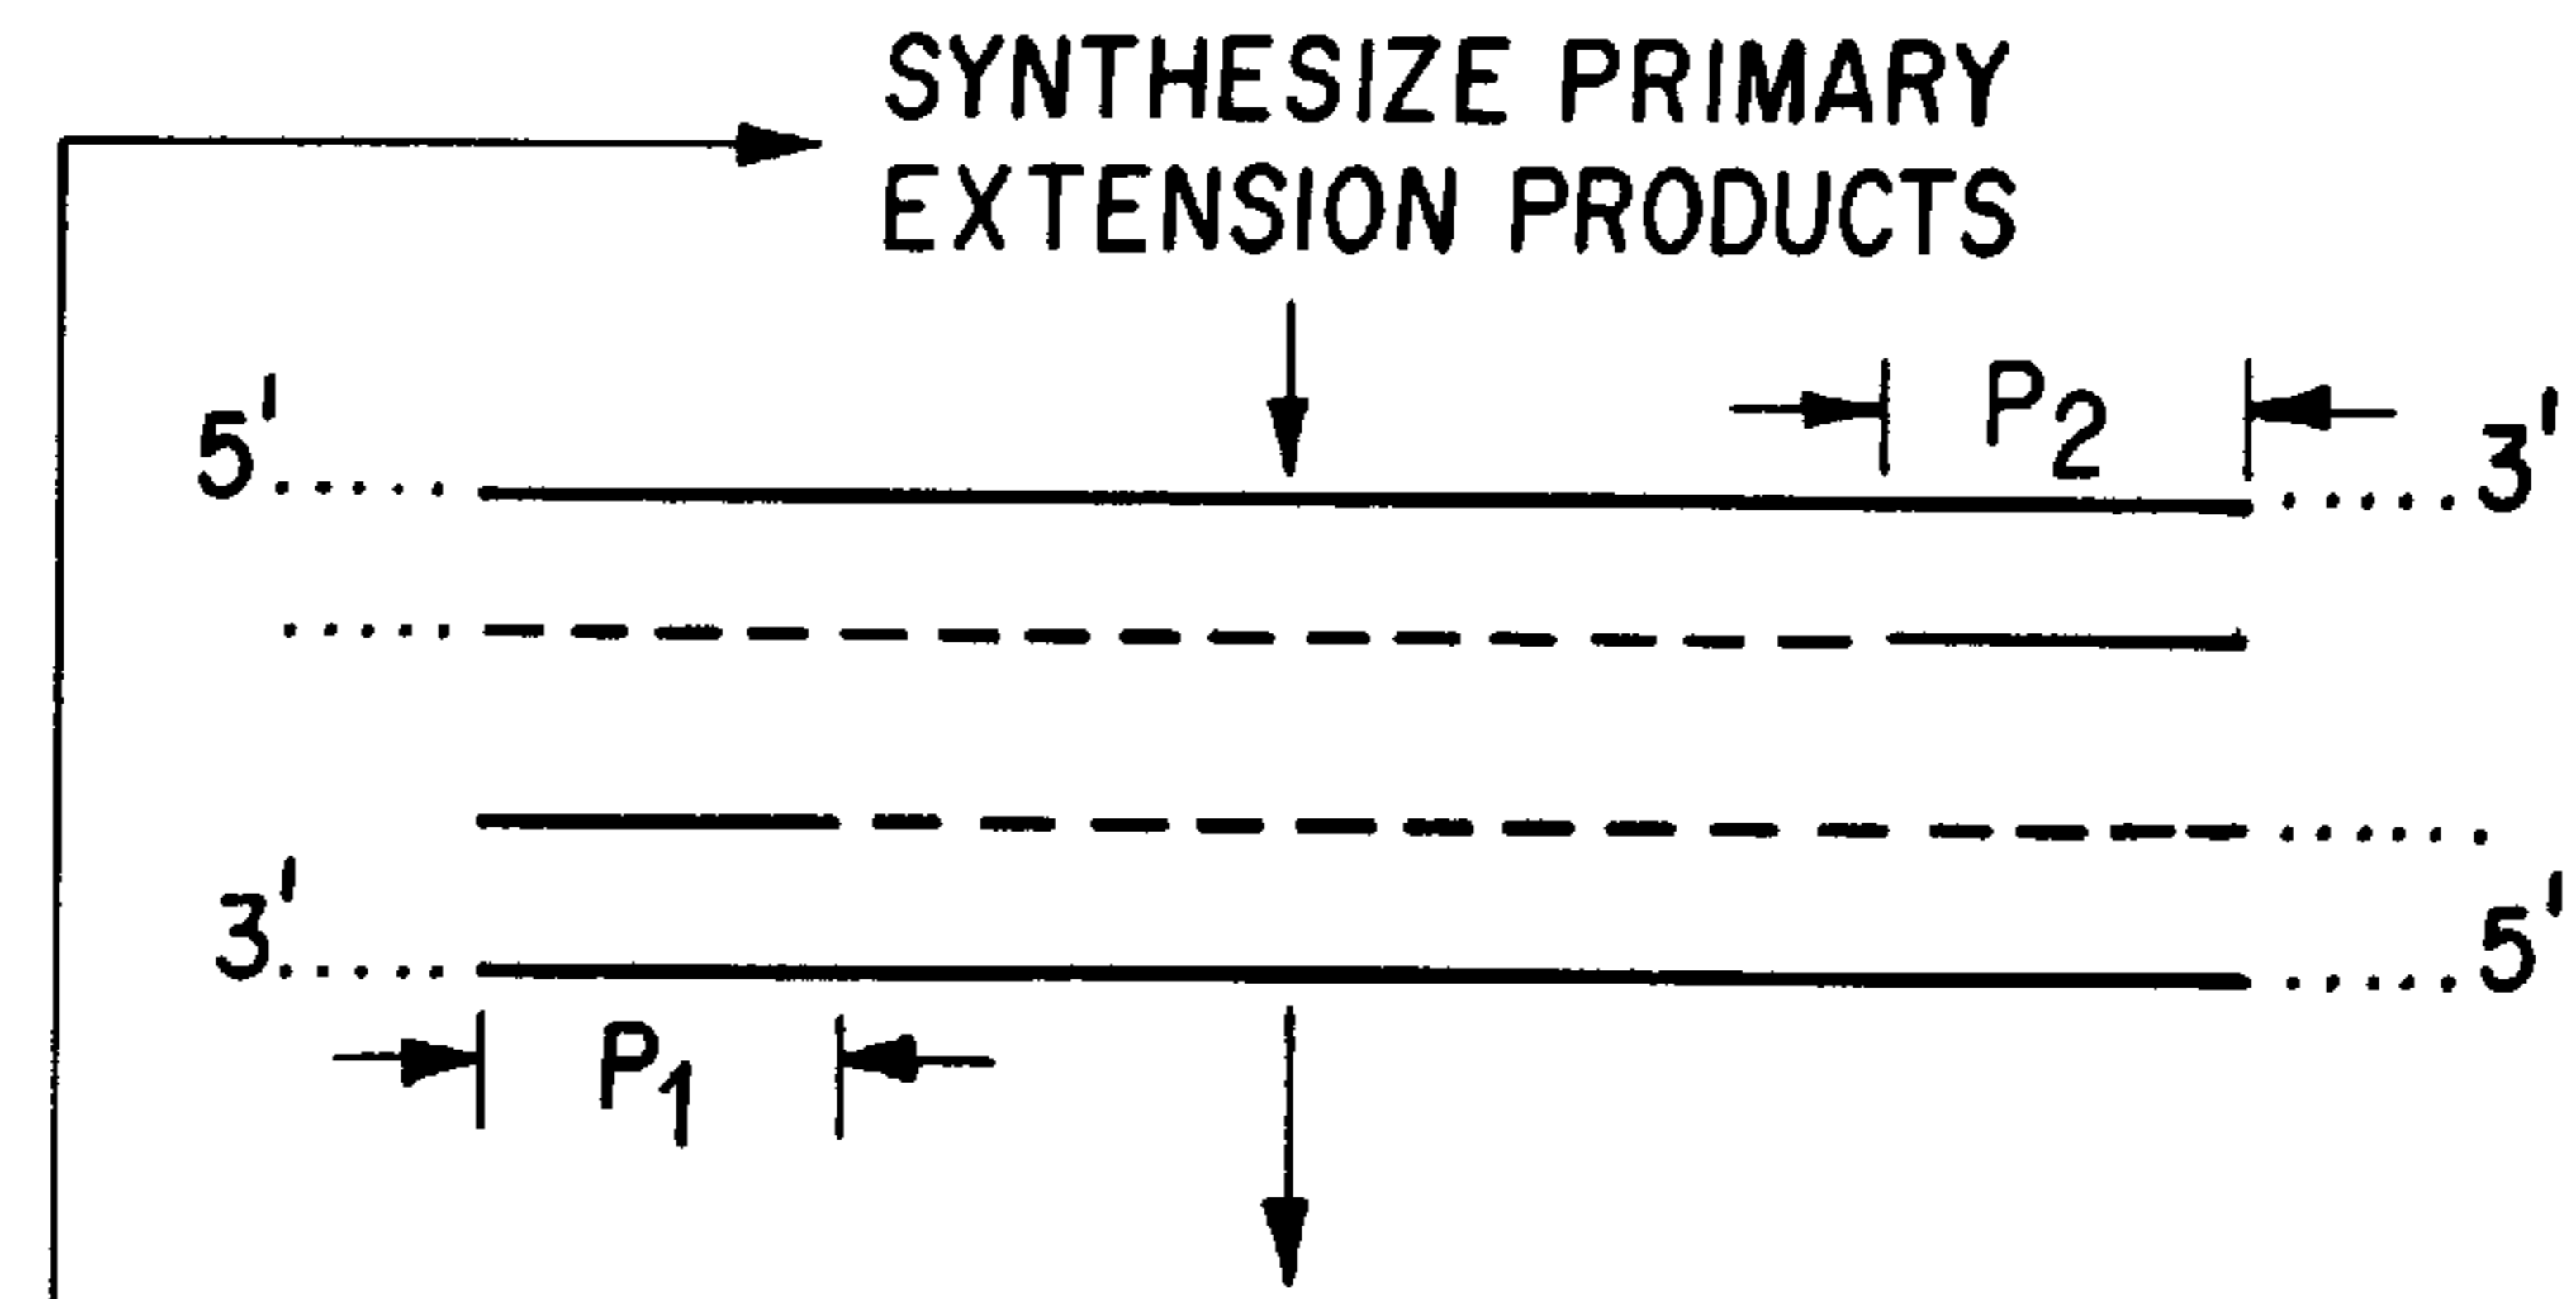 SYNTHESIZE PRIMARY
EXTENSION PRODUCTS
P2
5' 3'
3' 5'
P1